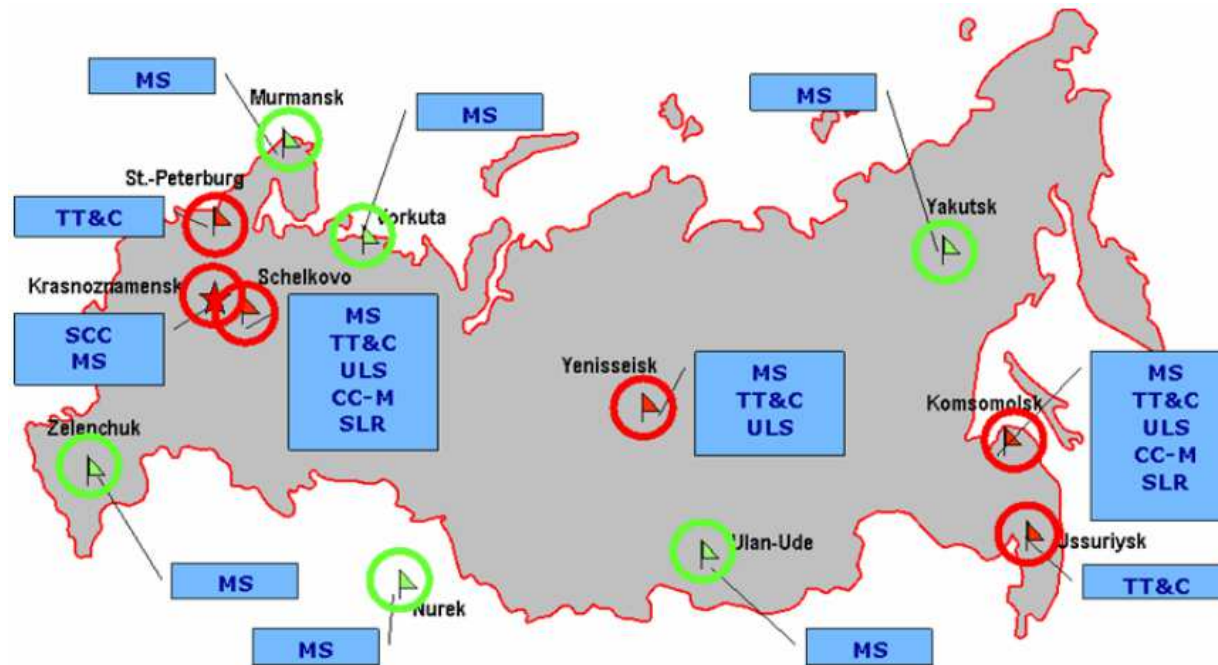 MS
Murmansk
MS
MS
St.-Peterburg
TT&C
Vorkuta
Yakutsk
Krasnoznamensk
Schelkovo
SCC
MS
MS
TT&C
ULS
CC-M
SLR
Yenisseisk
MS
TT&C
ULS
Komsomolsk
MS
TT&C
ULS
CC-M
SLR
Zelenchuk
MS
Nurek
MS
Ulan-Ude
MS
Ussuriysk
TT&C